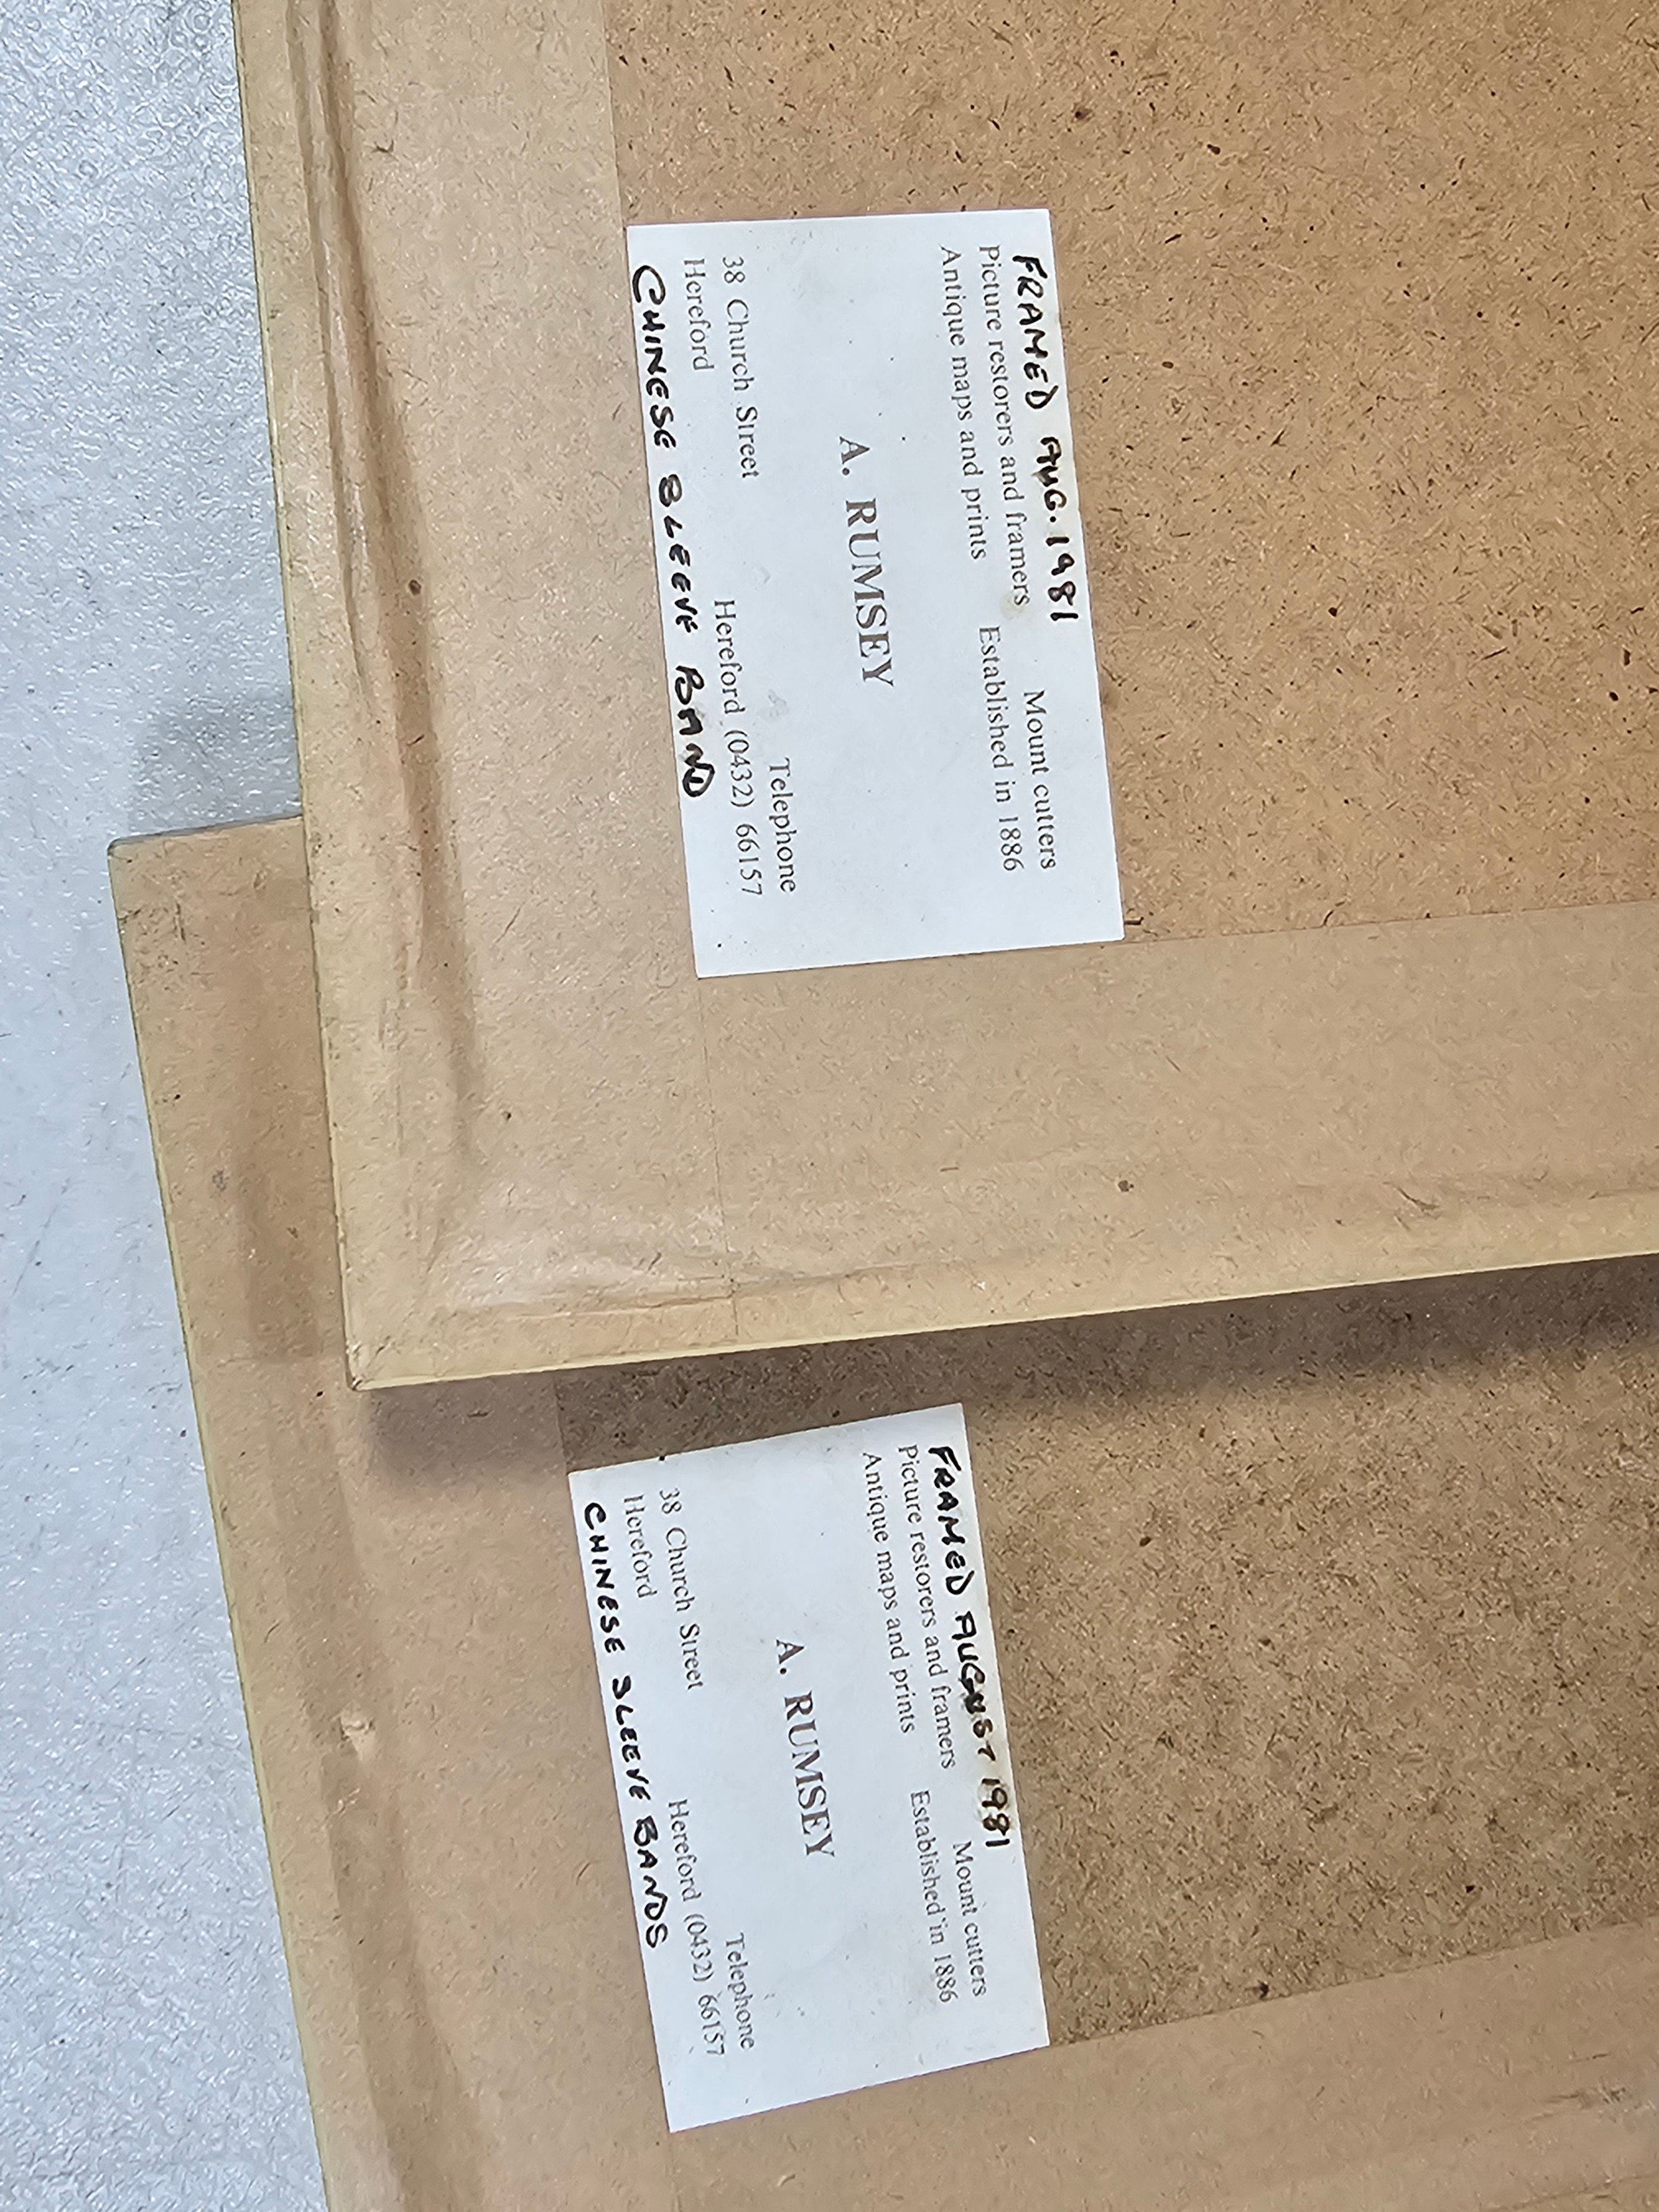 FRAMED AUG. 1981
Picture restorers and framers Mount cutters
Antique maps and prints Established in 1886
A. RUMSEY
38 Church Street Telephone
Hereford Hereford (0432) 66157
CHINESE SLEEVE BAND
FRAMED AUGUST 1981
Picture restorers and framers Mount cutters
Antique maps and prints Established in 1886
A. RUMSEY
38 Church Street Telephone
Hereford Hereford (0432) 66157
CHINESE SLEEVE BANDS